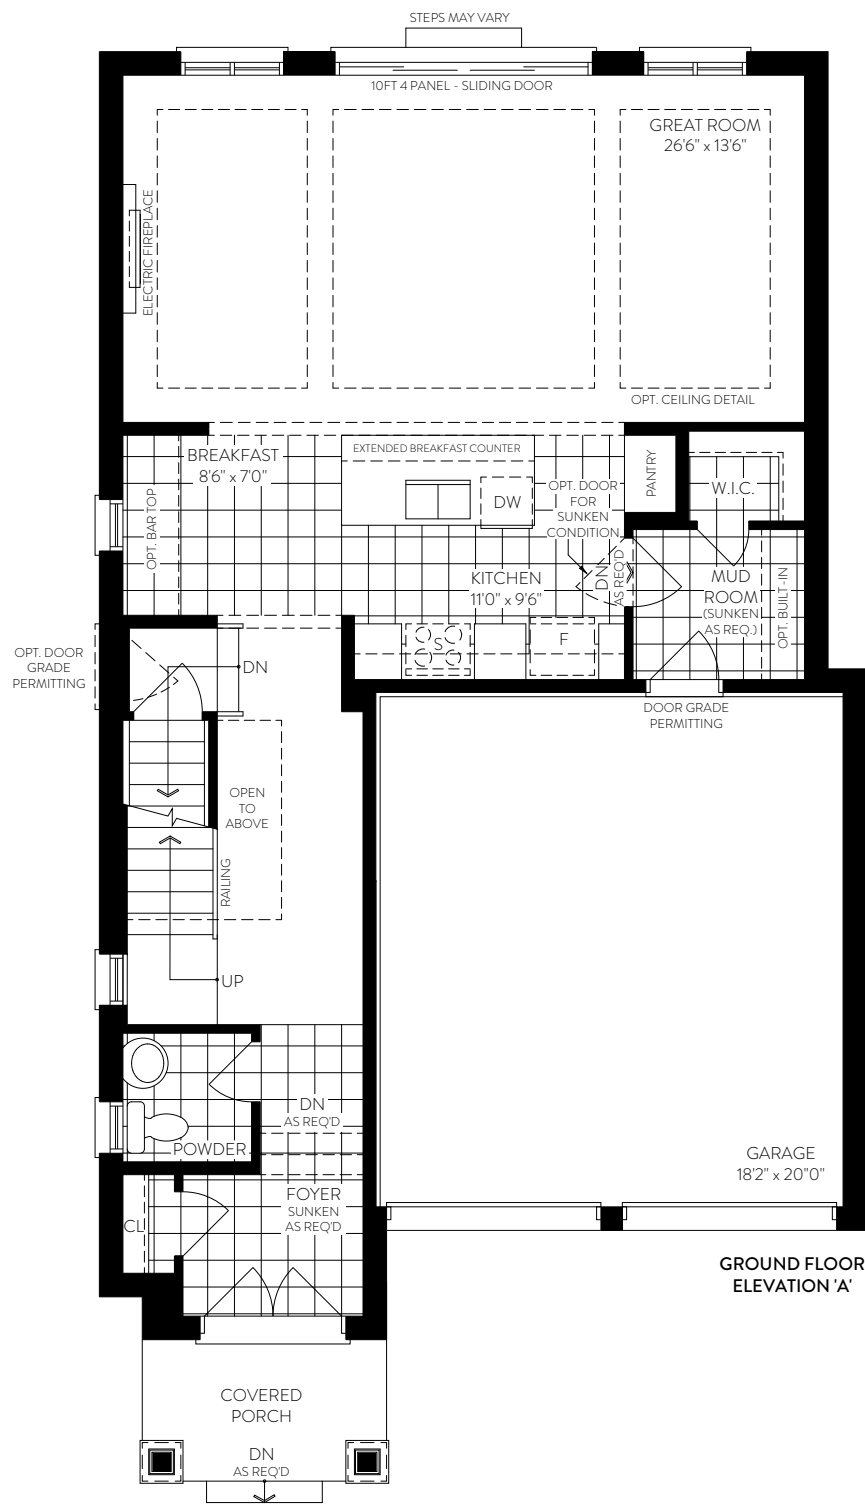 STEPS MAY VARY
10FT 4 PANEL - SLIDING DOOR
GREAT ROOM
26'6" x 13'6"
ELECTRIC FIREPLACE
OPT. CEILING DETAIL
BREAKFAST
8'6" x 7'0"
EXTENDED BREAKFAST COUNTER
DW
OPT. DOOR
FOR
SUNKEN
CONDITION
PANTRY
W.I.C.
OPT. BAR TOP
KITCHEN
11'0" x 9'6"
DN
AS REQ'D
MUD
ROOM
(SUNKEN
AS REQ.)
OPT. BUILT-IN
S
F
OPT. DOOR
GRADE
PERMITTING
DN
DOOR GRADE
PERMITTING
OPEN
TO
ABOVE
RAILING
UP
DN
AS REQ'D
POWDER
GARAGE
18'2" x 20'0"
FOYER
SUNKEN
AS REQ'D
CL
GROUND FLOOR
ELEVATION 'A'
COVERED
PORCH
DN
AS REQ'D